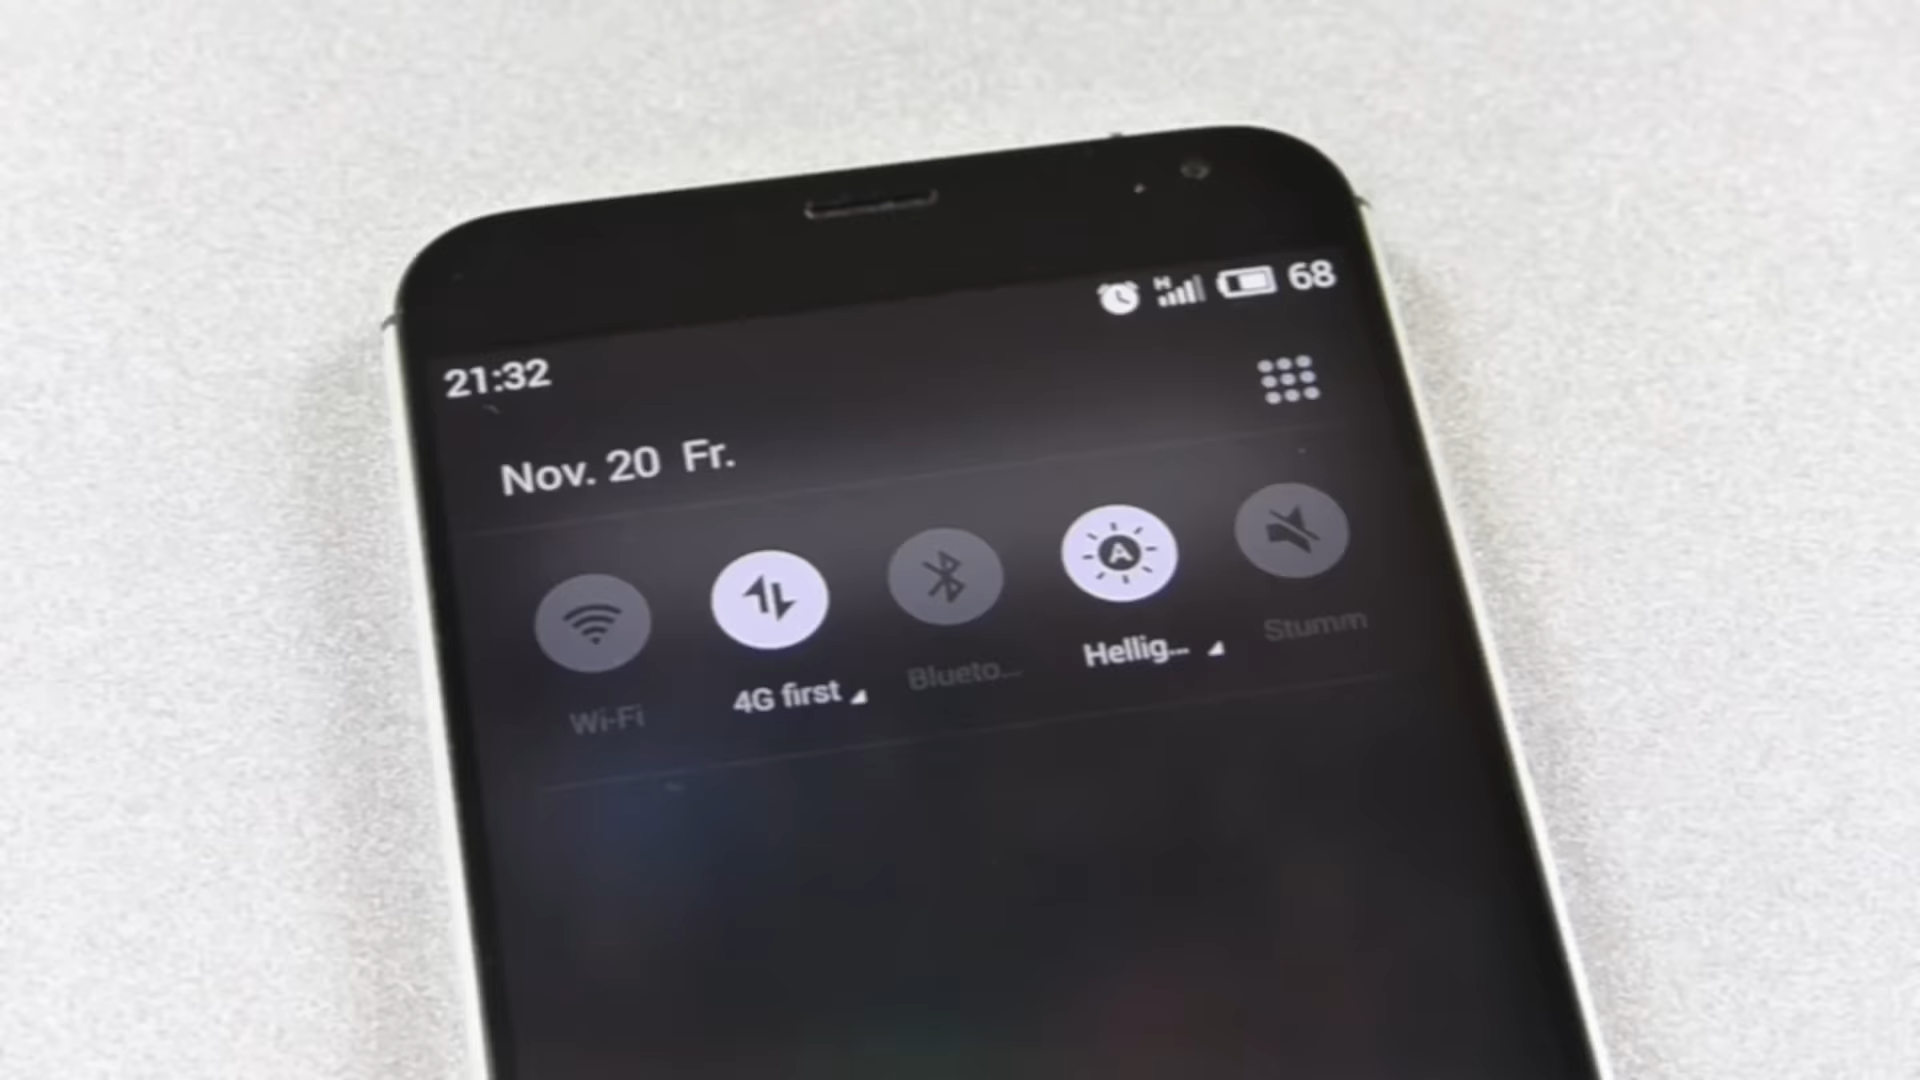 H 68
21:32
Nov. 20 Fr.
A
Wi-Fi 4G first Blueto... Hellig... Stumm